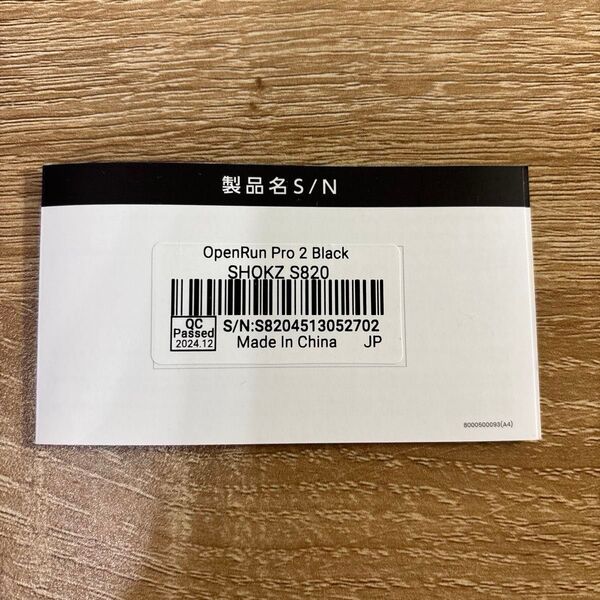 製品名S/N
OpenRun Pro 2 Black
SHOKZ S820
QC
Passed
2024.12
S/N:S8204513052702
Made In China
JP
8000500093(A4)